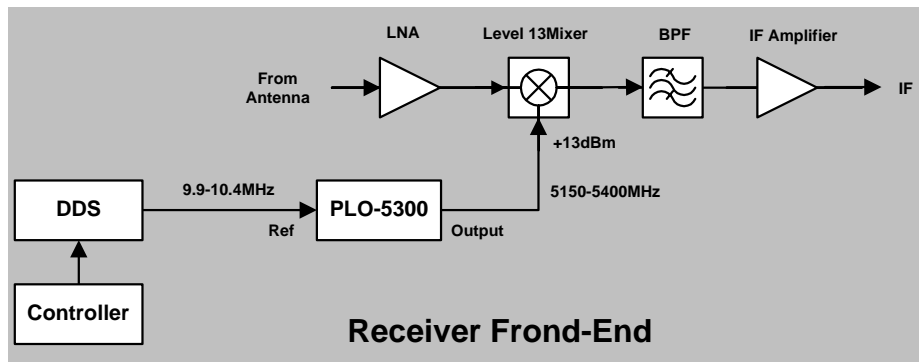 LNA
Level 13Mixer
BPF
IF Amplifier
From
Antenna
IF
+13dBm
9.9-10.4MHz
5150-5400MHz
DDS
PLO-5300
Ref
Output
Controller
Receiver Frond-End